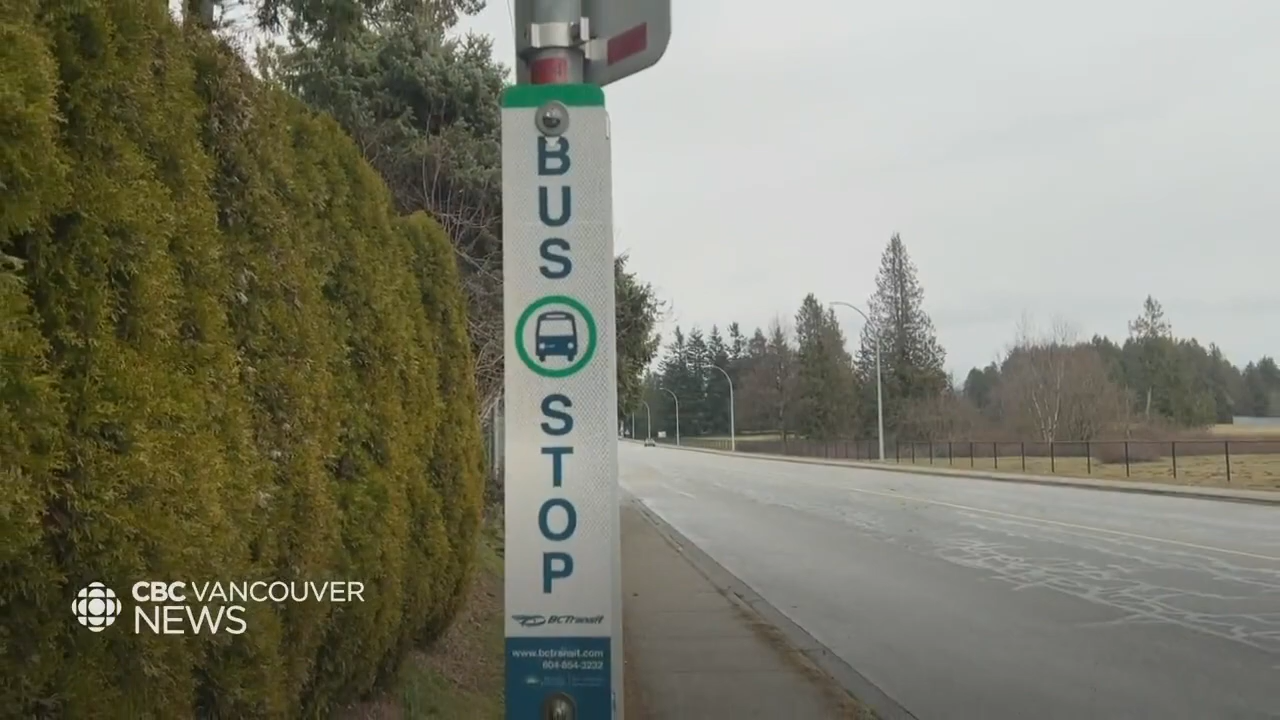 BUS
STOP
BCTransit
www.bctransit.com
604-854-3232
CBC VANCOUVER
NEWS